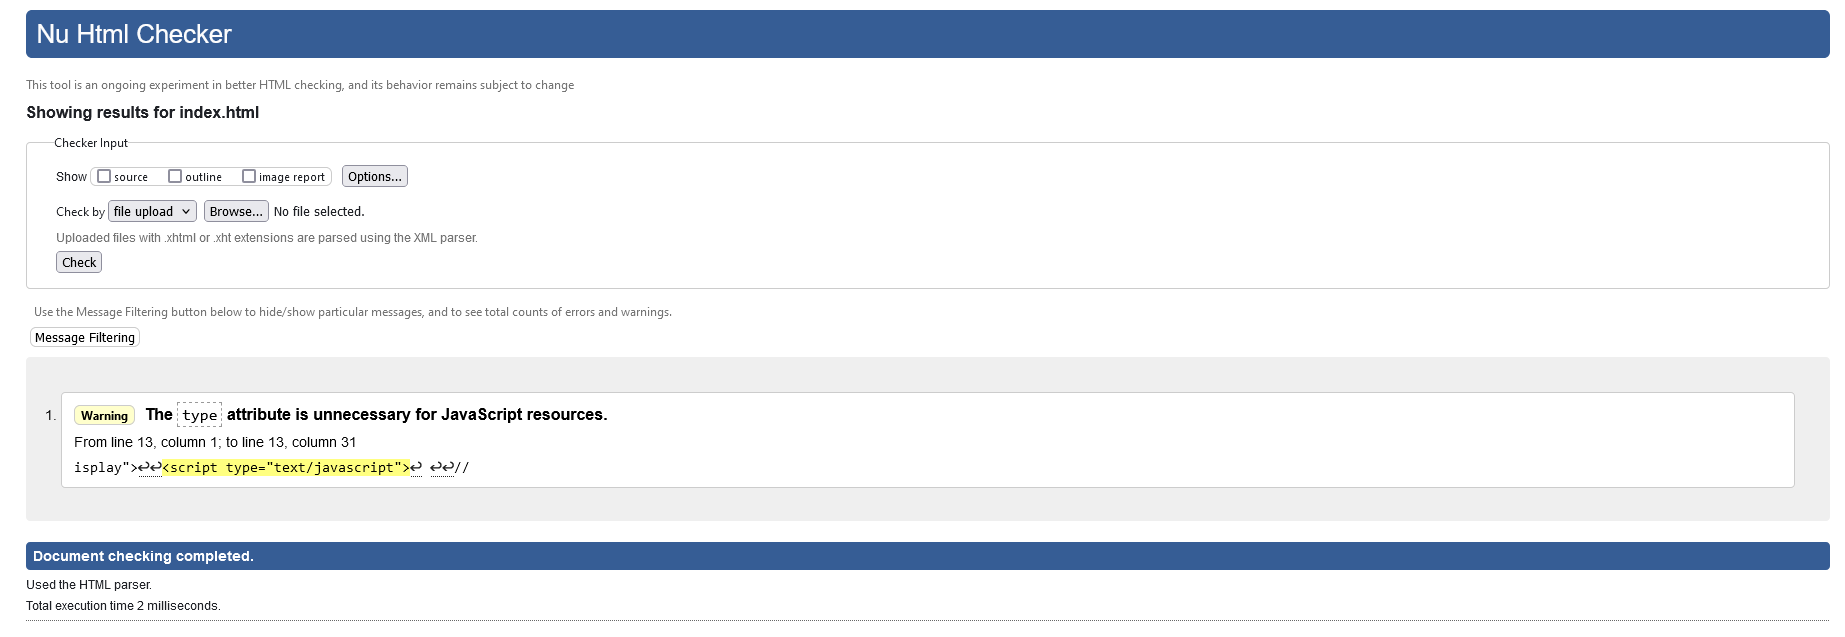 Nu Html Checker
This tool is an ongoing experiment in better HTML checking, and its behavior remains subject to change
Showing results for index.html
Checker Input
Show source outline image report Options...
Check by file upload Browse... No file selected.
Uploaded files with .xhtml or .xht extensions are parsed using the XML parser.
Check
Use the Message Filtering button below to hide/show particular messages, and to see total counts of errors and warnings.
Message Filtering
1. Warning The type attribute is unnecessary for JavaScript resources.
From line 13, column 1; to line 13, column 31
isplay">↩↩<script type="text/javascript">↩ ↩↩//
Document checking completed.
Used the HTML parser.
Total execution time 2 milliseconds.